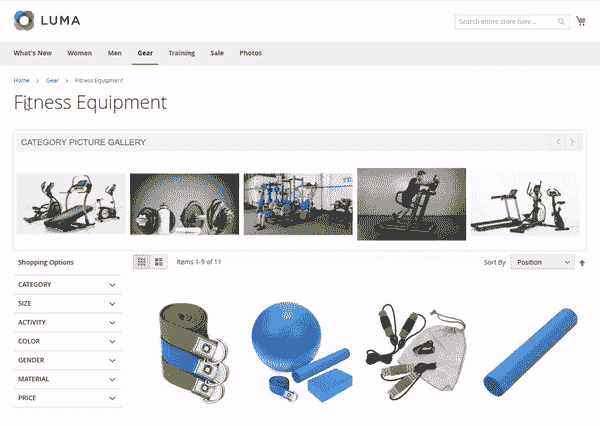 LUMA
Search entire store here...
What's New Women Men Gear Training Sale Photos
Home > Gear > Fitness Equipment
Fitness Equipment
CATEGORY PICTURE GALLERY
Shopping Options
Items 1-9 of 11
Sort By Position
CATEGORY
SIZE
ACTIVITY
COLOR
GENDER
MATERIAL
PRICE